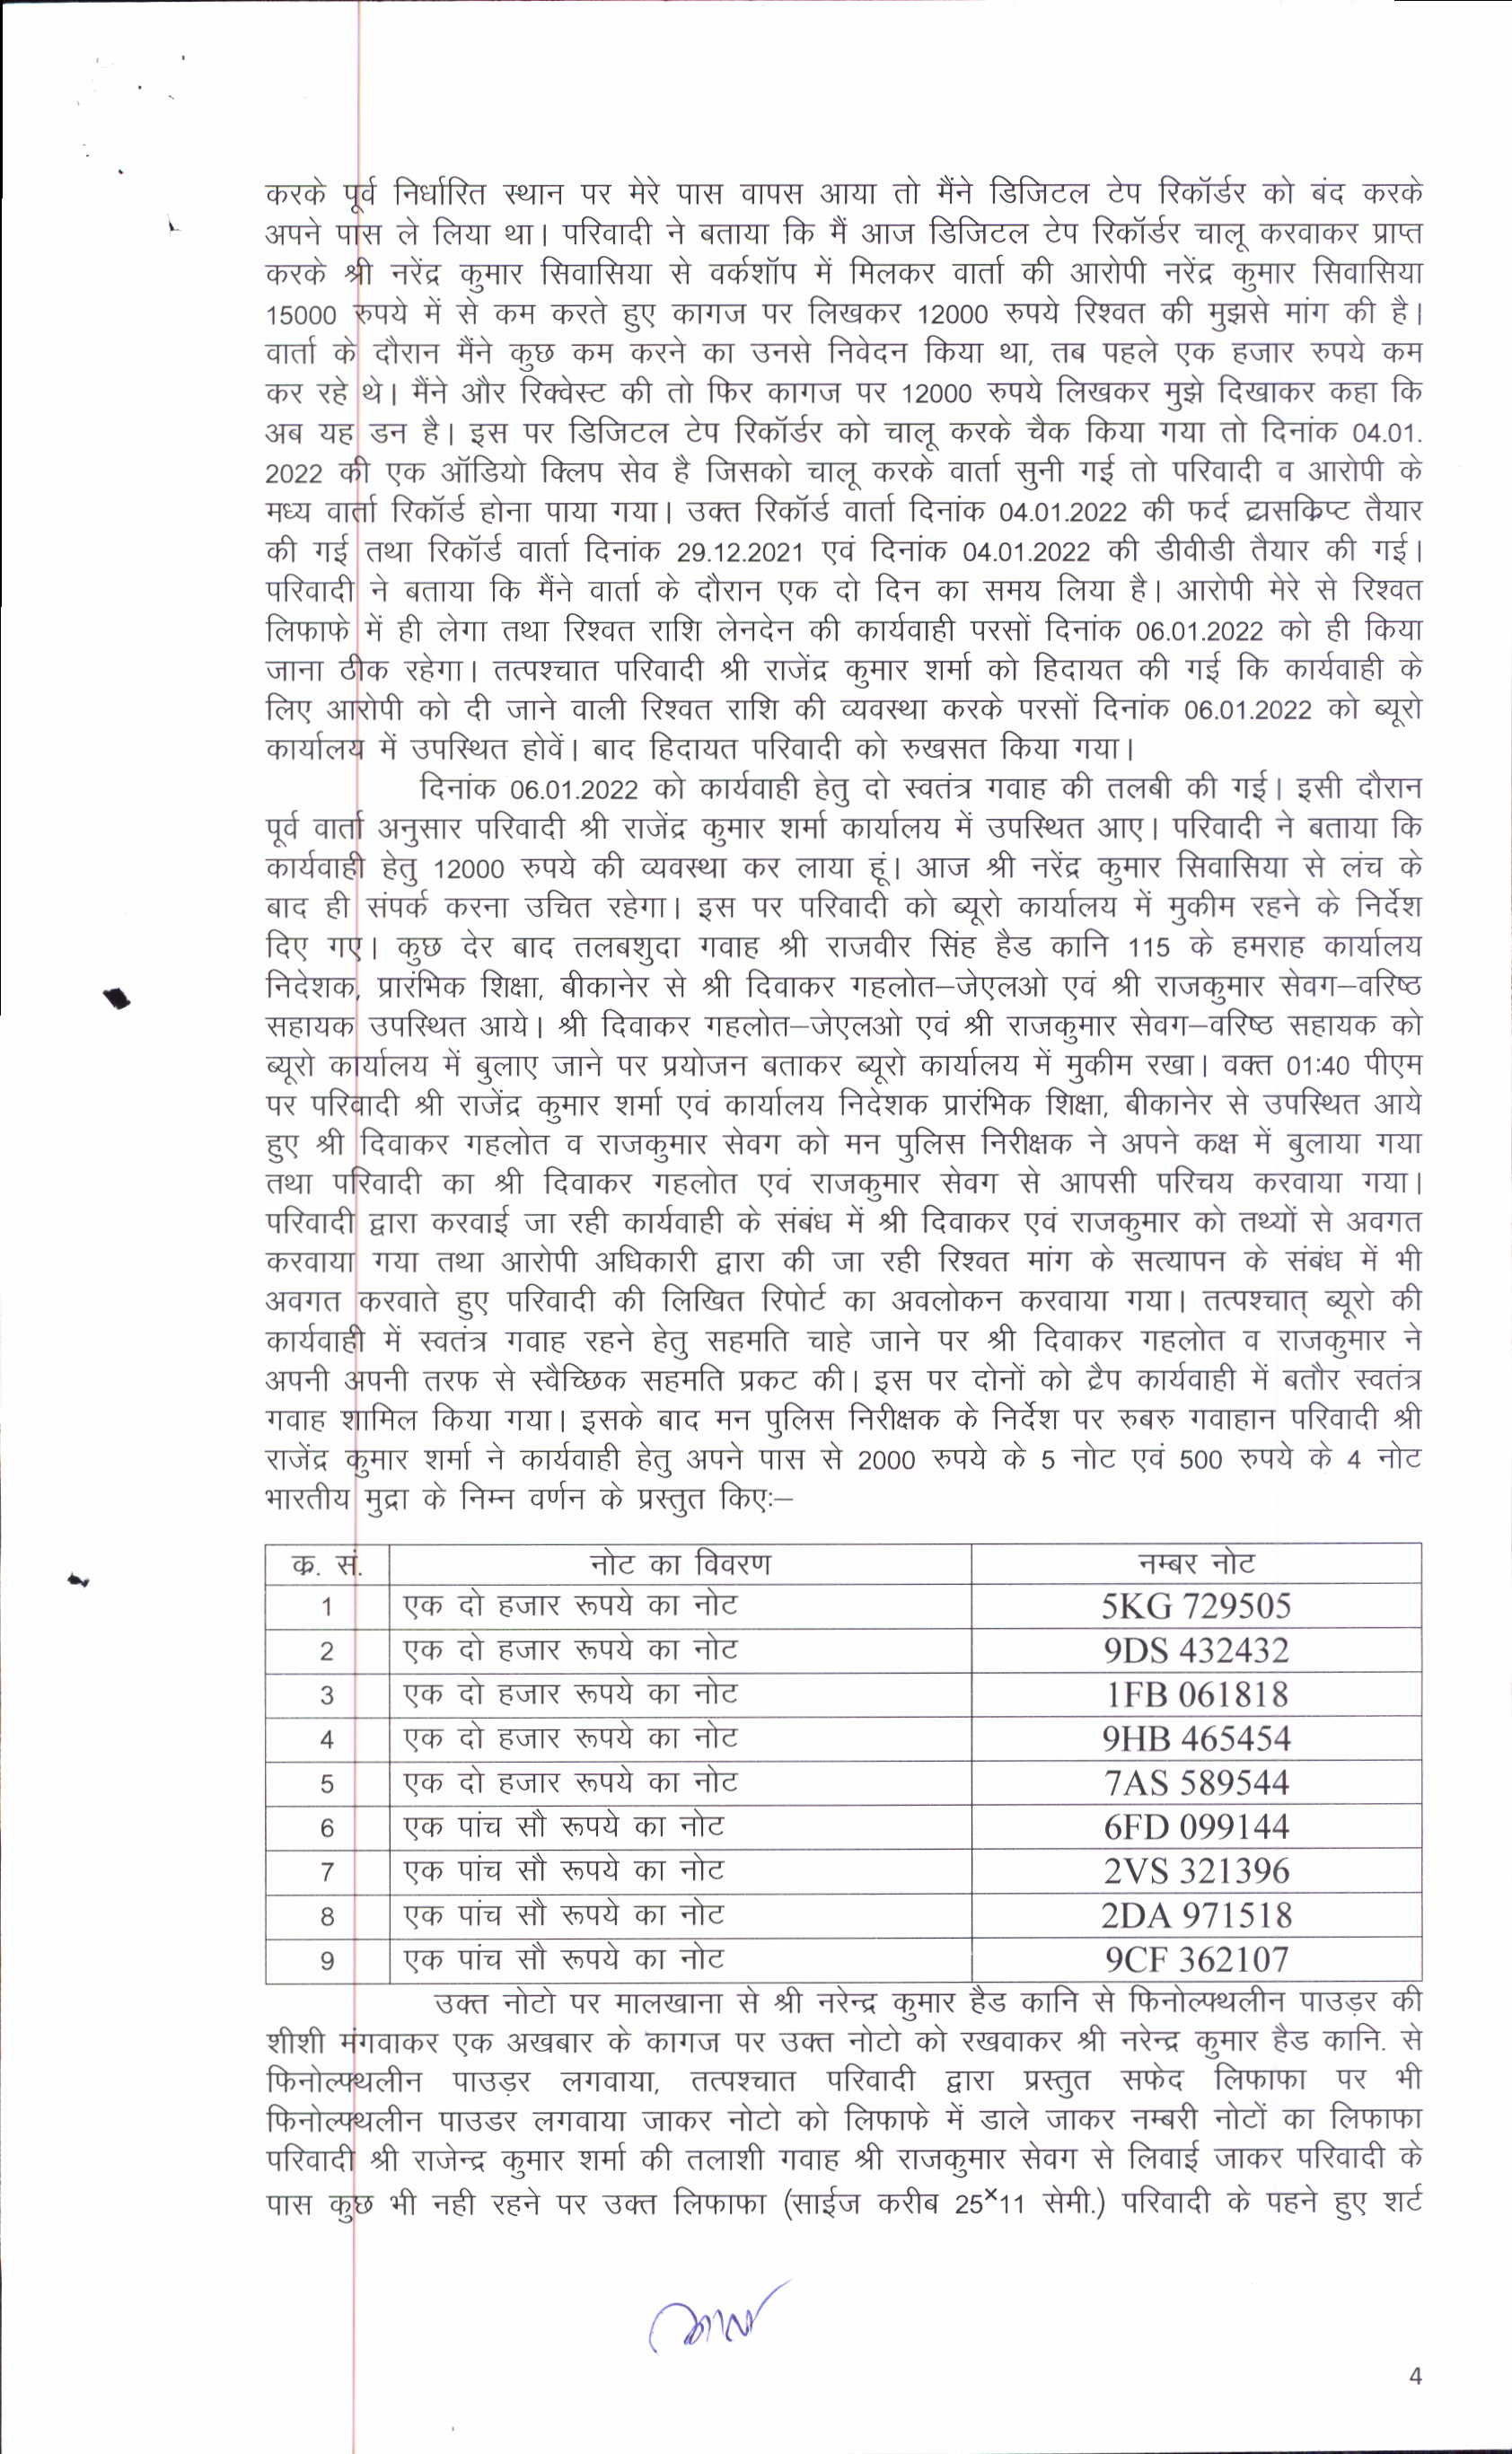 करके पूर्व निर्धारित स्थान पर मेरे पास वापस आया तो मैंने डिजिटल टेप रिकॉर्डर को बंद करके
अपने पास ले लिया था। परिवादी ने बताया कि मैं आज डिजिटल टेप रिकॉर्डर चालू करवाकर प्राप्त
करके श्री नरेंद्र कुमार सिवासिया से वर्कशॉप में मिलकर वार्ता की आरोपी नरेंद्र कुमार सिवासिया
15000 रुपये में से कम करते हुए कागज पर लिखकर 12000 रुपये रिश्वत की मुझसे मांग की है।
वार्ता के दौरान मैंने कुछ कम करने का उनसे निवेदन किया था, तब पहले एक हजार रुपये कम
कर रहे थे। मैंने और रिक्वेस्ट की तो फिर कागज पर 12000 रुपये लिखकर मुझे दिखाकर कहा कि
अब यह डन है। इस पर डिजिटल टेप रिकॉर्डर को चालू करके चैक किया गया तो दिनांक 04.01.
2022 की एक ऑडियो क्लिप सेव है जिसको चालू करके वार्ता सुनी गई तो परिवादी व आरोपी के
मध्य वार्ता रिकॉर्ड होना पाया गया। उक्त रिकॉर्ड वार्ता दिनांक 04.01.2022 की फर्द ट्रासकिप्ट तैयार
की गई तथा रिकॉर्ड वार्ता दिनांक 29.12.2021 एवं दिनांक 04.01.2022 की डीवीडी तैयार की गई।
परिवादी ने बताया कि मैंने वार्ता के दौरान एक दो दिन का समय लिया है। आरोपी मेरे से रिश्वत
लिफाफे में ही लेगा तथा रिश्वत राशि लेनदेन की कार्यवाही परसों दिनांक 06.01.2022 को ही किया
जाना ठीक रहेगा। तत्पश्चात परिवादी श्री राजेंद्र कुमार शर्मा को हिदायत की गई कि कार्यवाही के
लिए आरोपी को दी जाने वाली रिश्वत राशि की व्यवस्था करके परसों दिनांक 06.01.2022 को ब्यूरो
कार्यालय में उपस्थित होवें। बाद हिदायत परिवादी को रुखसत किया गया।
दिनांक 06.01.2022 को कार्यवाही हेतु दो स्वतंत्र गवाह की तलबी की गई। इसी दौरान
पूर्व वार्ता अनुसार परिवादी श्री राजेंद्र कुमार शर्मा कार्यालय में उपस्थित आए। परिवादी ने बताया कि
कार्यवाही हेतु 12000 रुपये की व्यवस्था कर लाया हूं। आज श्री नरेंद्र कुमार सिवासिया से लंच के
बाद ही संपर्क करना उचित रहेगा। इस पर परिवादी को ब्यूरो कार्यालय में मुकीम रहने के निर्देश
दिए गए। कुछ देर बाद तलबशुदा गवाह श्री राजवीर सिंह हैड कानि 115 के हमराह कार्यालय
निदेशक, प्रारंभिक शिक्षा, बीकानेर से श्री दिवाकर गहलोत–जेएलओ एवं श्री राजकुमार सेवग–वरिष्ठ
सहायक उपस्थित आये। श्री दिवाकर गहलोत–जेएलओ एवं श्री राजकुमार सेवग–वरिष्ठ सहायक को
ब्यूरो कार्यालय में बुलाए जाने पर प्रयोजन बताकर ब्यूरो कार्यालय में मुकीम रखा। वक्त 01:40 पीएम
पर परिवादी श्री राजेंद्र कुमार शर्मा एवं कार्यालय निदेशक प्रारंभिक शिक्षा, बीकानेर से उपस्थित आये
हुए श्री दिवाकर गहलोत व राजकुमार सेवग को मन पुलिस निरीक्षक ने अपने कक्ष में बुलाया गया
तथा परिवादी का श्री दिवाकर गहलोत एवं राजकुमार सेवग से आपसी परिचय करवाया गया।
परिवादी द्वारा करवाई जा रही कार्यवाही के संबंध में श्री दिवाकर एवं राजकुमार को तथ्यों से अवगत
करवाया गया तथा आरोपी अधिकारी द्वारा की जा रही रिश्वत मांग के सत्यापन के संबंध में भी
अवगत करवाते हुए परिवादी की लिखित रिपोर्ट का अवलोकन करवाया गया। तत्पश्चात् ब्यूरो की
कार्यवाही में स्वतंत्र गवाह रहने हेतु सहमति चाहे जाने पर श्री दिवाकर गहलोत व राजकुमार ने
अपनी अपनी तरफ से स्वैच्छिक सहमति प्रकट की। इस पर दोनों को ट्रैप कार्यवाही में बतौर स्वतंत्र
गवाह शामिल किया गया। इसके बाद मन पुलिस निरीक्षक के निर्देश पर रुबरु गवाहान परिवादी श्री
राजेंद्र कुमार शर्मा ने कार्यवाही हेतु अपने पास से 2000 रुपये के 5 नोट एवं 500 रुपये के 4 नोट
भारतीय मुद्रा के निम्न वर्णन के प्रस्तुत किए:–
क. सं. नोट का विवरण नम्बर नोट
1 एक दो हजार रूपये का नोट 5KG 729505
2 एक दो हजार रूपये का नोट 9DS 432432
3 एक दो हजार रूपये का नोट 1FB 061818
4 एक दो हजार रूपये का नोट 9HB 465454
5 एक दो हजार रूपये का नोट 7AS 589544
6 एक पांच सौ रूपये का नोट 6FD 099144
7 एक पांच सौ रूपये का नोट 2VS 321396
8 एक पांच सौ रूपये का नोट 2DA 971518
9 एक पांच सौ रूपये का नोट 9CF 362107
उक्त नोटो पर मालखाना से श्री नरेन्द्र कुमार हैड कानि से फिनोल्फ्थलीन पाउड़र की
शीशी मंगवाकर एक अखबार के कागज पर उक्त नोटो को रखवाकर श्री नरेन्द्र कुमार हैड कानि. से
फिनोल्फ्थलीन पाउड़र लगवाया, तत्पश्चात परिवादी द्वारा प्रस्तुत सफेद लिफाफा पर भी
फिनोल्फ्थलीन पाउडर लगवाया जाकर नोटो को लिफाफे में डाले जाकर नम्बरी नोटों का लिफाफा
परिवादी श्री राजेन्द्र कुमार शर्मा की तलाशी गवाह श्री राजकुमार सेवग से लिवाई जाकर परिवादी के
पास कुछ भी नही रहने पर उक्त लिफाफा (साईज करीब 25×11 सेमी.) परिवादी के पहने हुए शर्ट
4